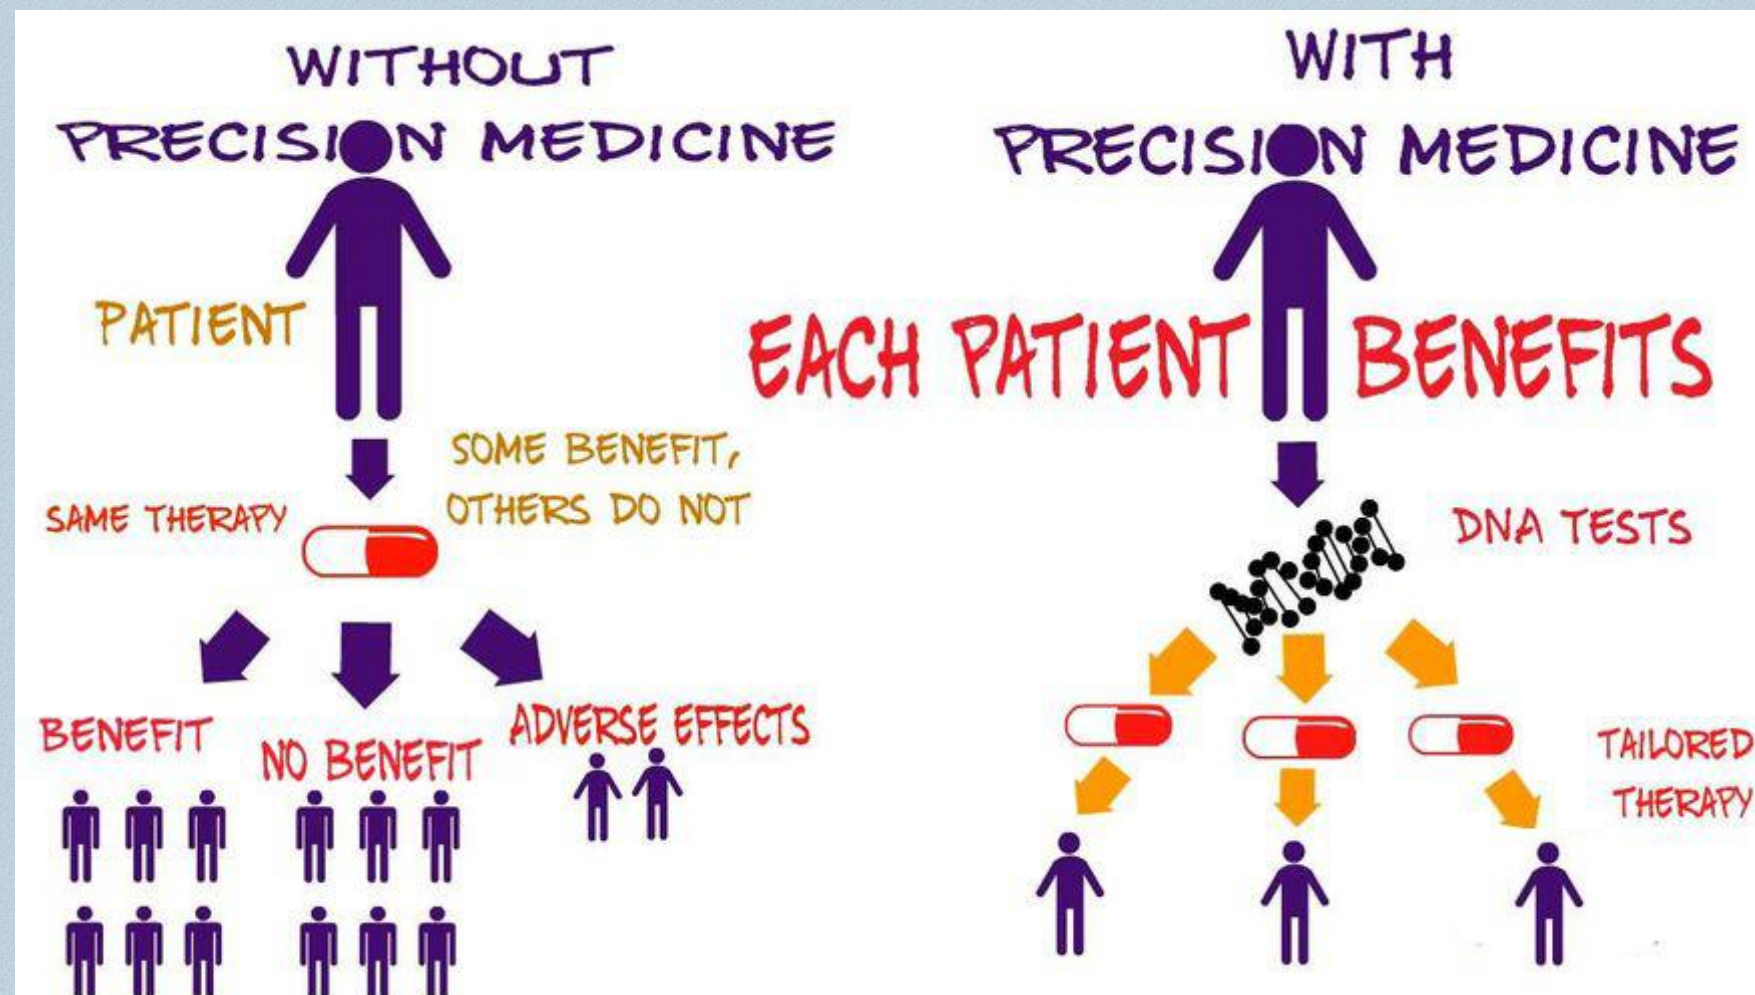 WITHOUT
PRECISION MEDICINE
PATIENT
SAME THERAPY
SOME BENEFIT,
OTHERS DO NOT
BENEFIT
NO BENEFIT
ADVERSE EFFECTS
WITH
PRECISION MEDICINE
EACH PATIENT BENEFITS
DNA TESTS
TAILORED
THERAPY